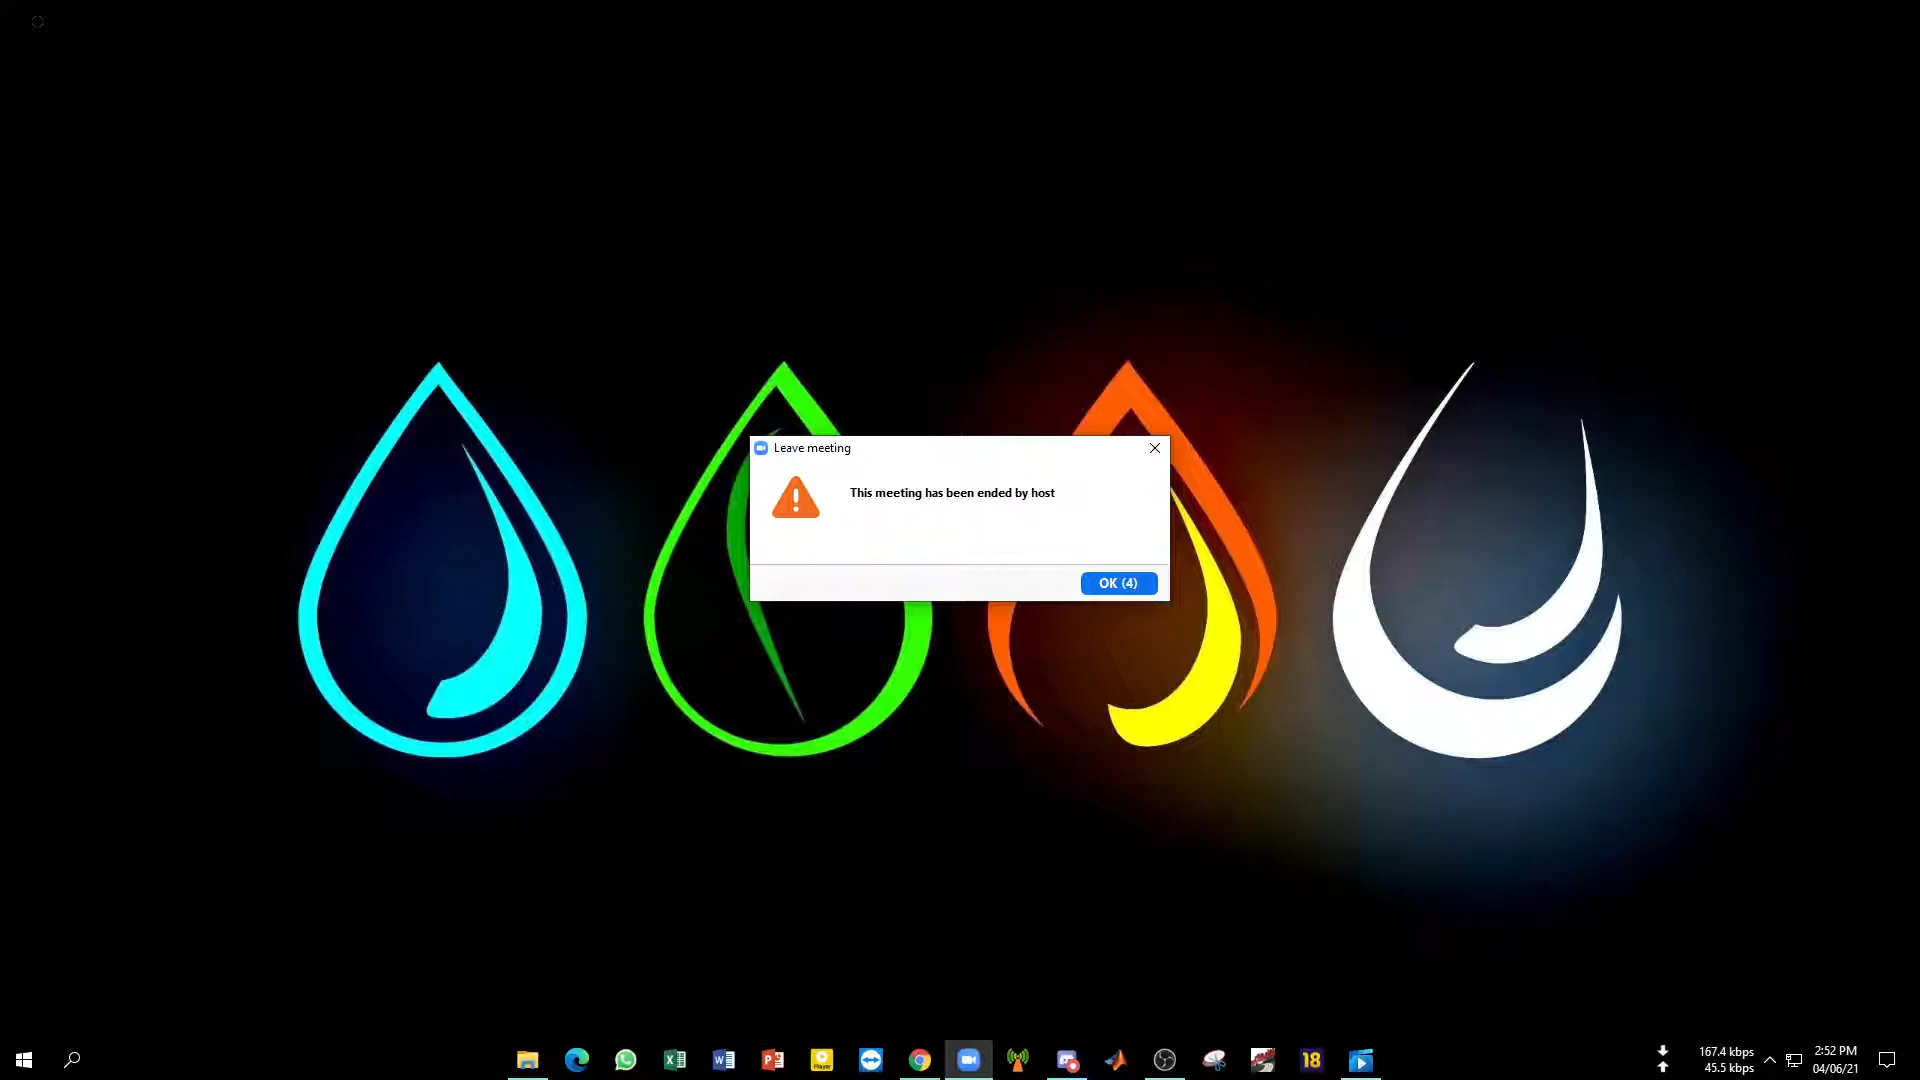 Leave meeting
This meeting has been ended by host
OK (4)
Player
18
167.4 kbps
45.5 kbps
2:52 PM
04/06/21